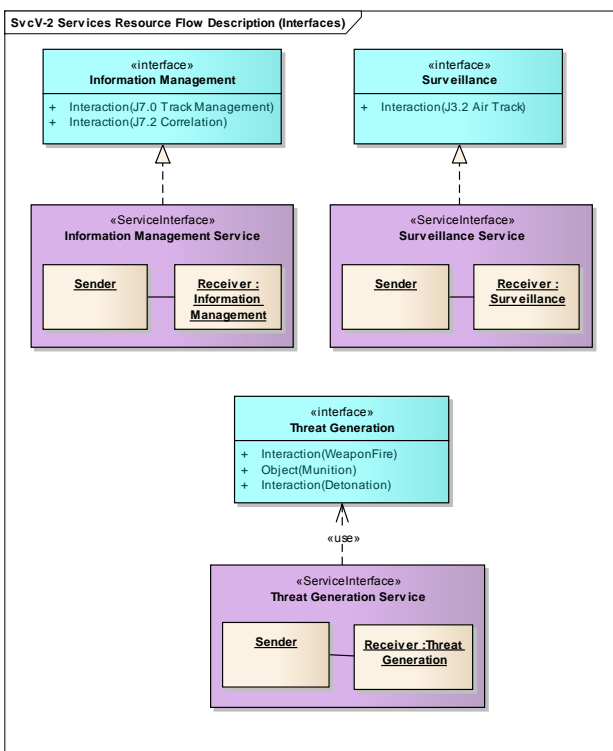 SvcV-2 Services Resource Flow Description (Interfaces)
«interface»
Information Management
+ Interaction(J7.0 Track Management)
+ Interaction(J7.2 Correlation)
«interface»
Surveillance
+ Interaction(J3.2 Air Track)
«ServiceInterface»
Information Management Service
Sender
Receiver :
Information
Management
«ServiceInterface»
Surveillance Service
Sender
Receiver :
Surveillance
«interface»
Threat Generation
+ Interaction(WeaponFire)
+ Object(Munition)
+ Interaction(Detonation)
«use»
«ServiceInterface»
Threat Generation Service
Sender
Receiver :Threat
Generation